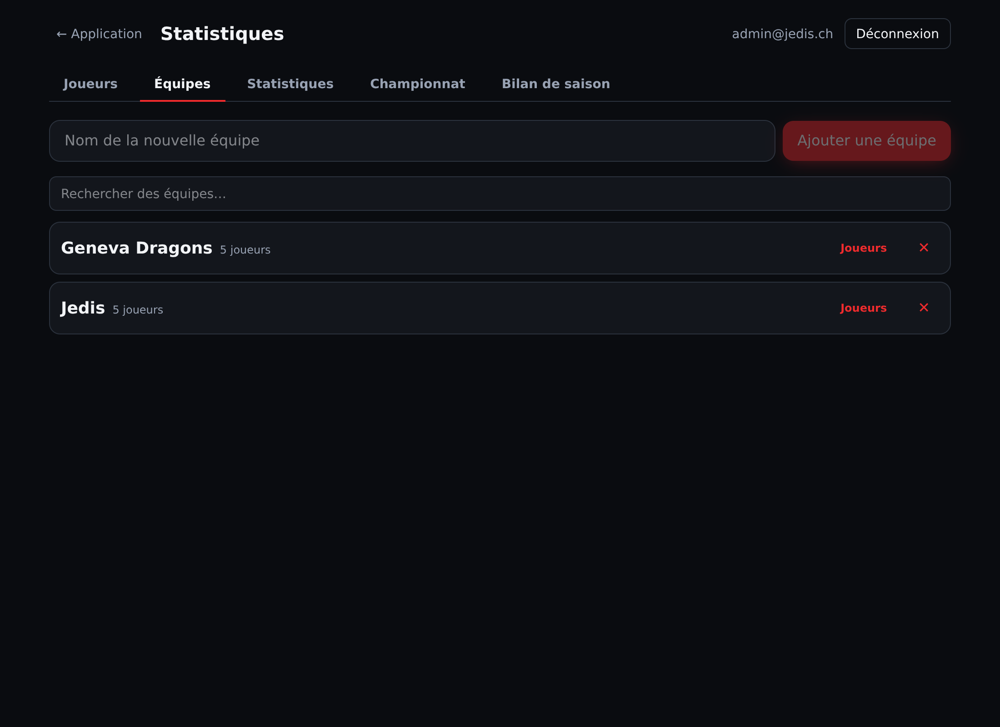 ← Application Statistiques admin@jedis.ch Déconnexion
Joueurs Équipes Statistiques Championnat Bilan de saison
Nom de la nouvelle équipe Ajouter une équipe
Rechercher des équipes…
Geneva Dragons 5 joueurs Joueurs ✕
Jedis 5 joueurs Joueurs ✕